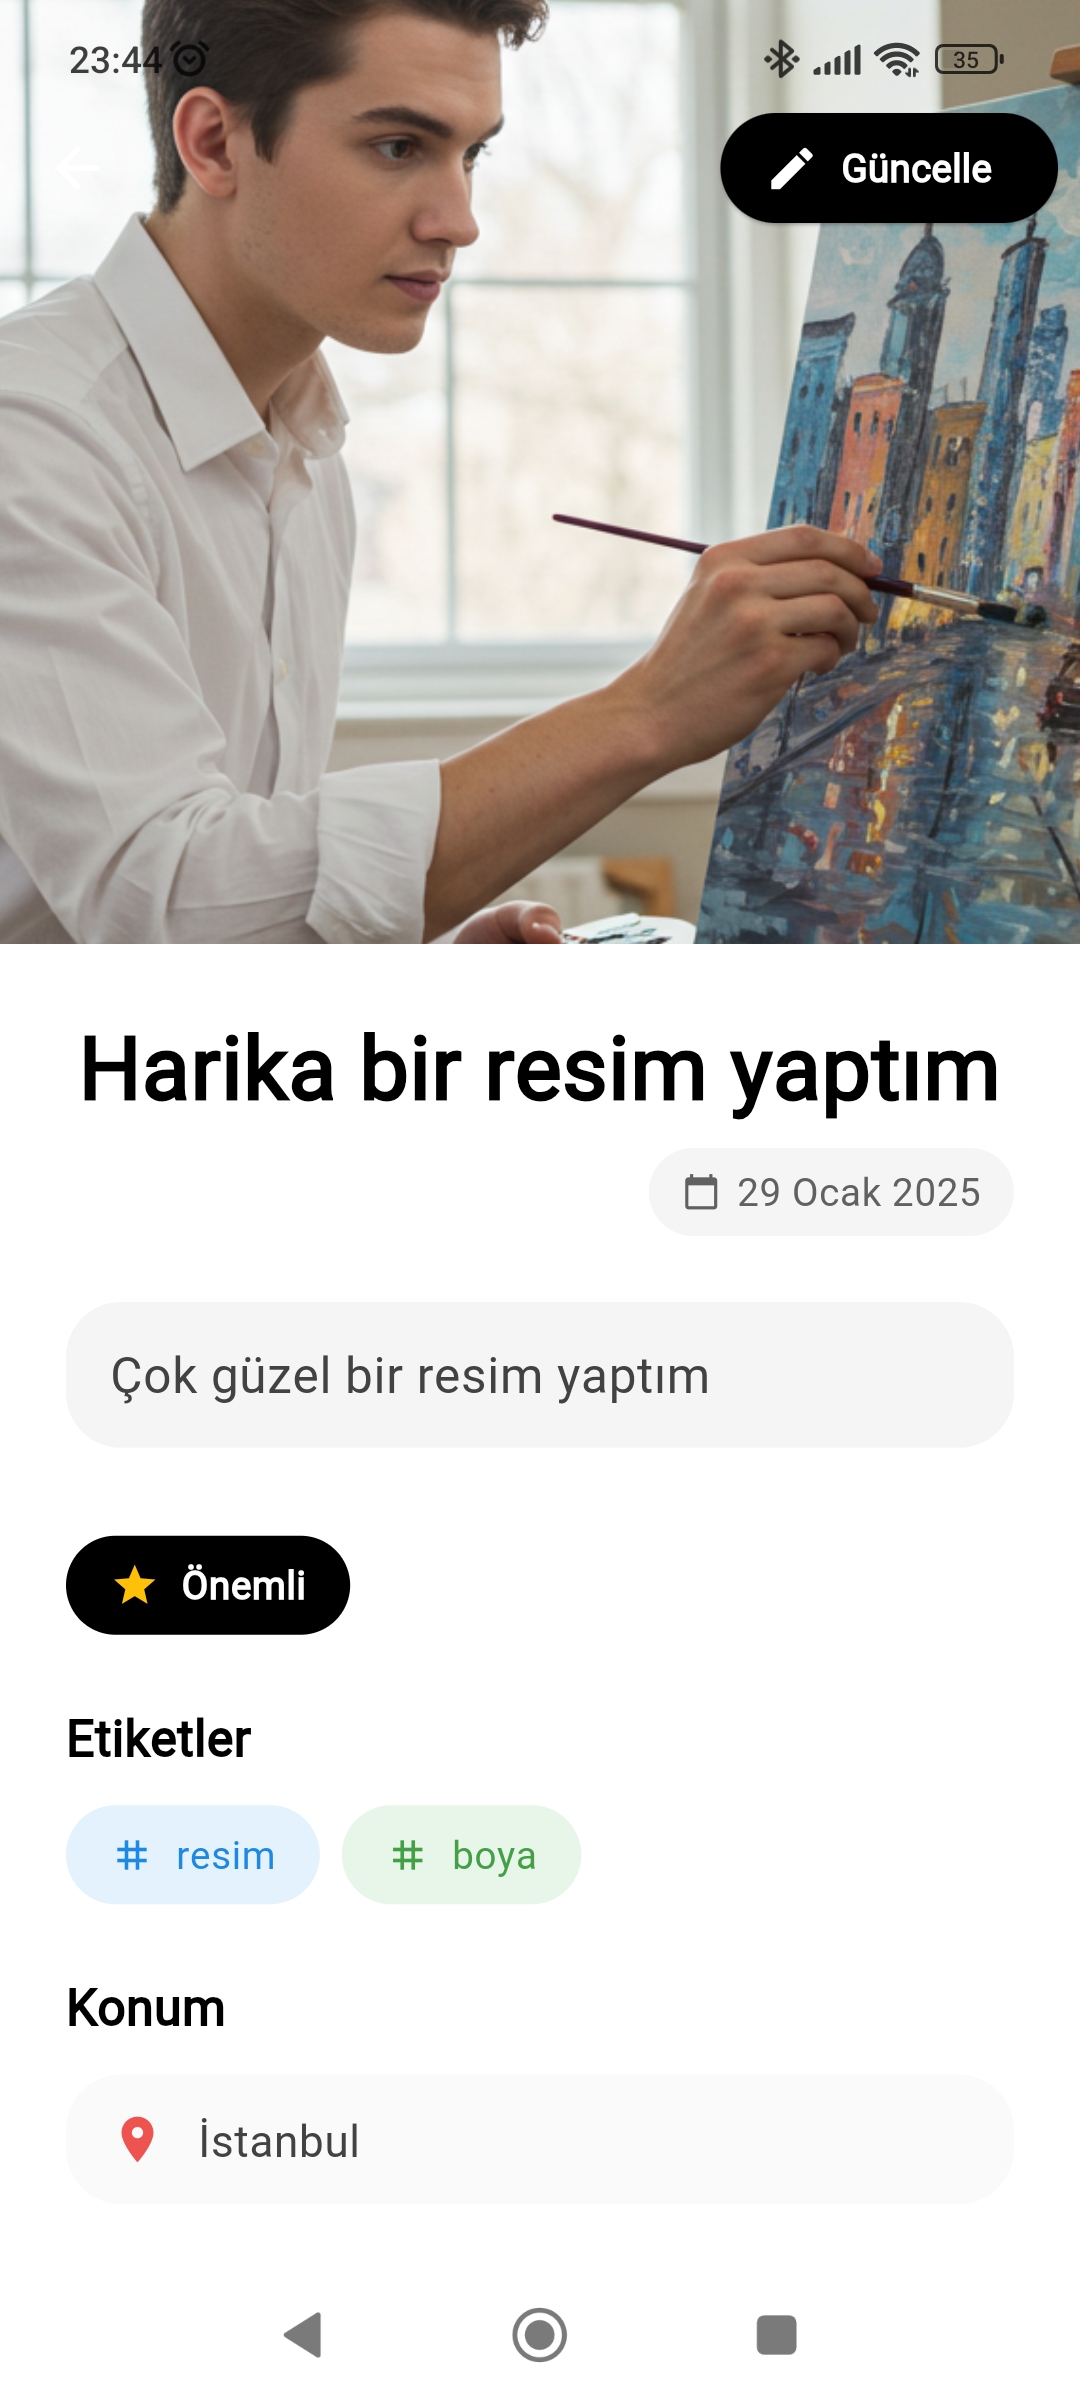 23:44
35
Güncelle
Harika bir resim yaptım
29 Ocak 2025
Çok güzel bir resim yaptım
Önemli
Etiketler
# resim
# boya
Konum
İstanbul